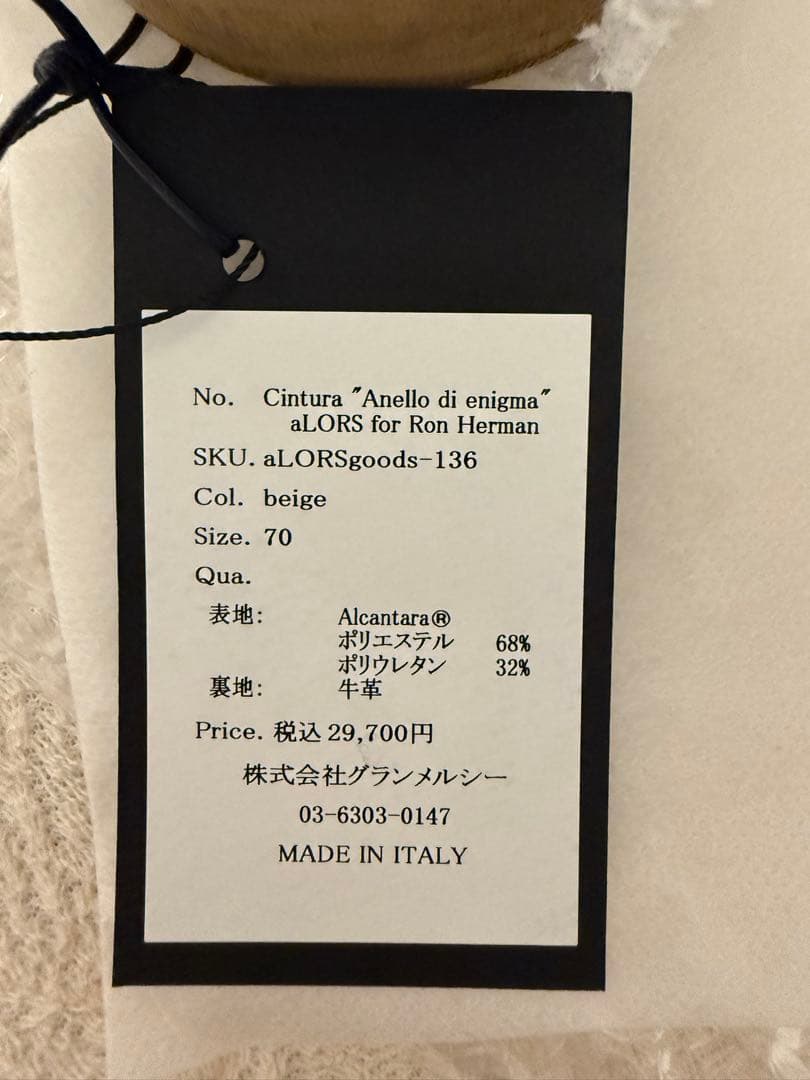 No. Cintura "Anello di enigma"
aLORS for Ron Herman
SKU. aLORSgoods-136
Col. beige
Size. 70
Qua.
表地: Alcantara®
ポリエステル 68%
ポリウレタン 32%
裏地: 牛革
Price. 税込 29,700円
株式会社グランメルシー
03-6303-0147
MADE IN ITALY